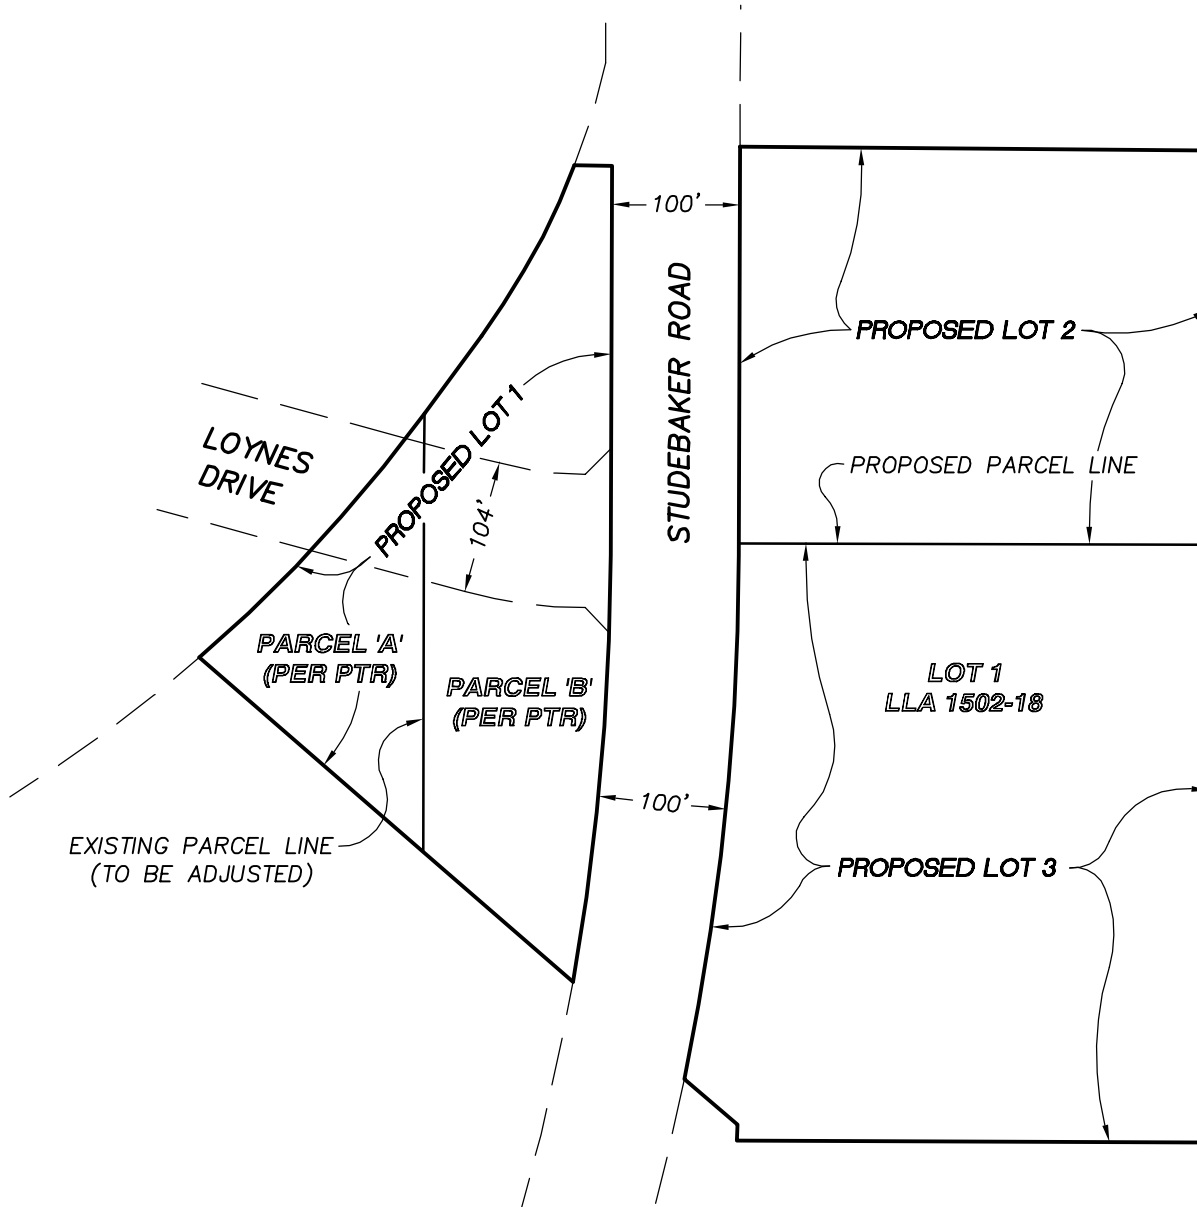 100'
STUDEBAKER ROAD
PROPOSED LOT 2
PROPOSED LOT 1
LOYNES
DRIVE
PROPOSED PARCEL LINE
104'
PARCEL 'A'
(PER PTR)
PARCEL 'B'
(PER PTR)
LOT 1
LLA 1502-18
100'
EXISTING PARCEL LINE
(TO BE ADJUSTED)
PROPOSED LOT 3